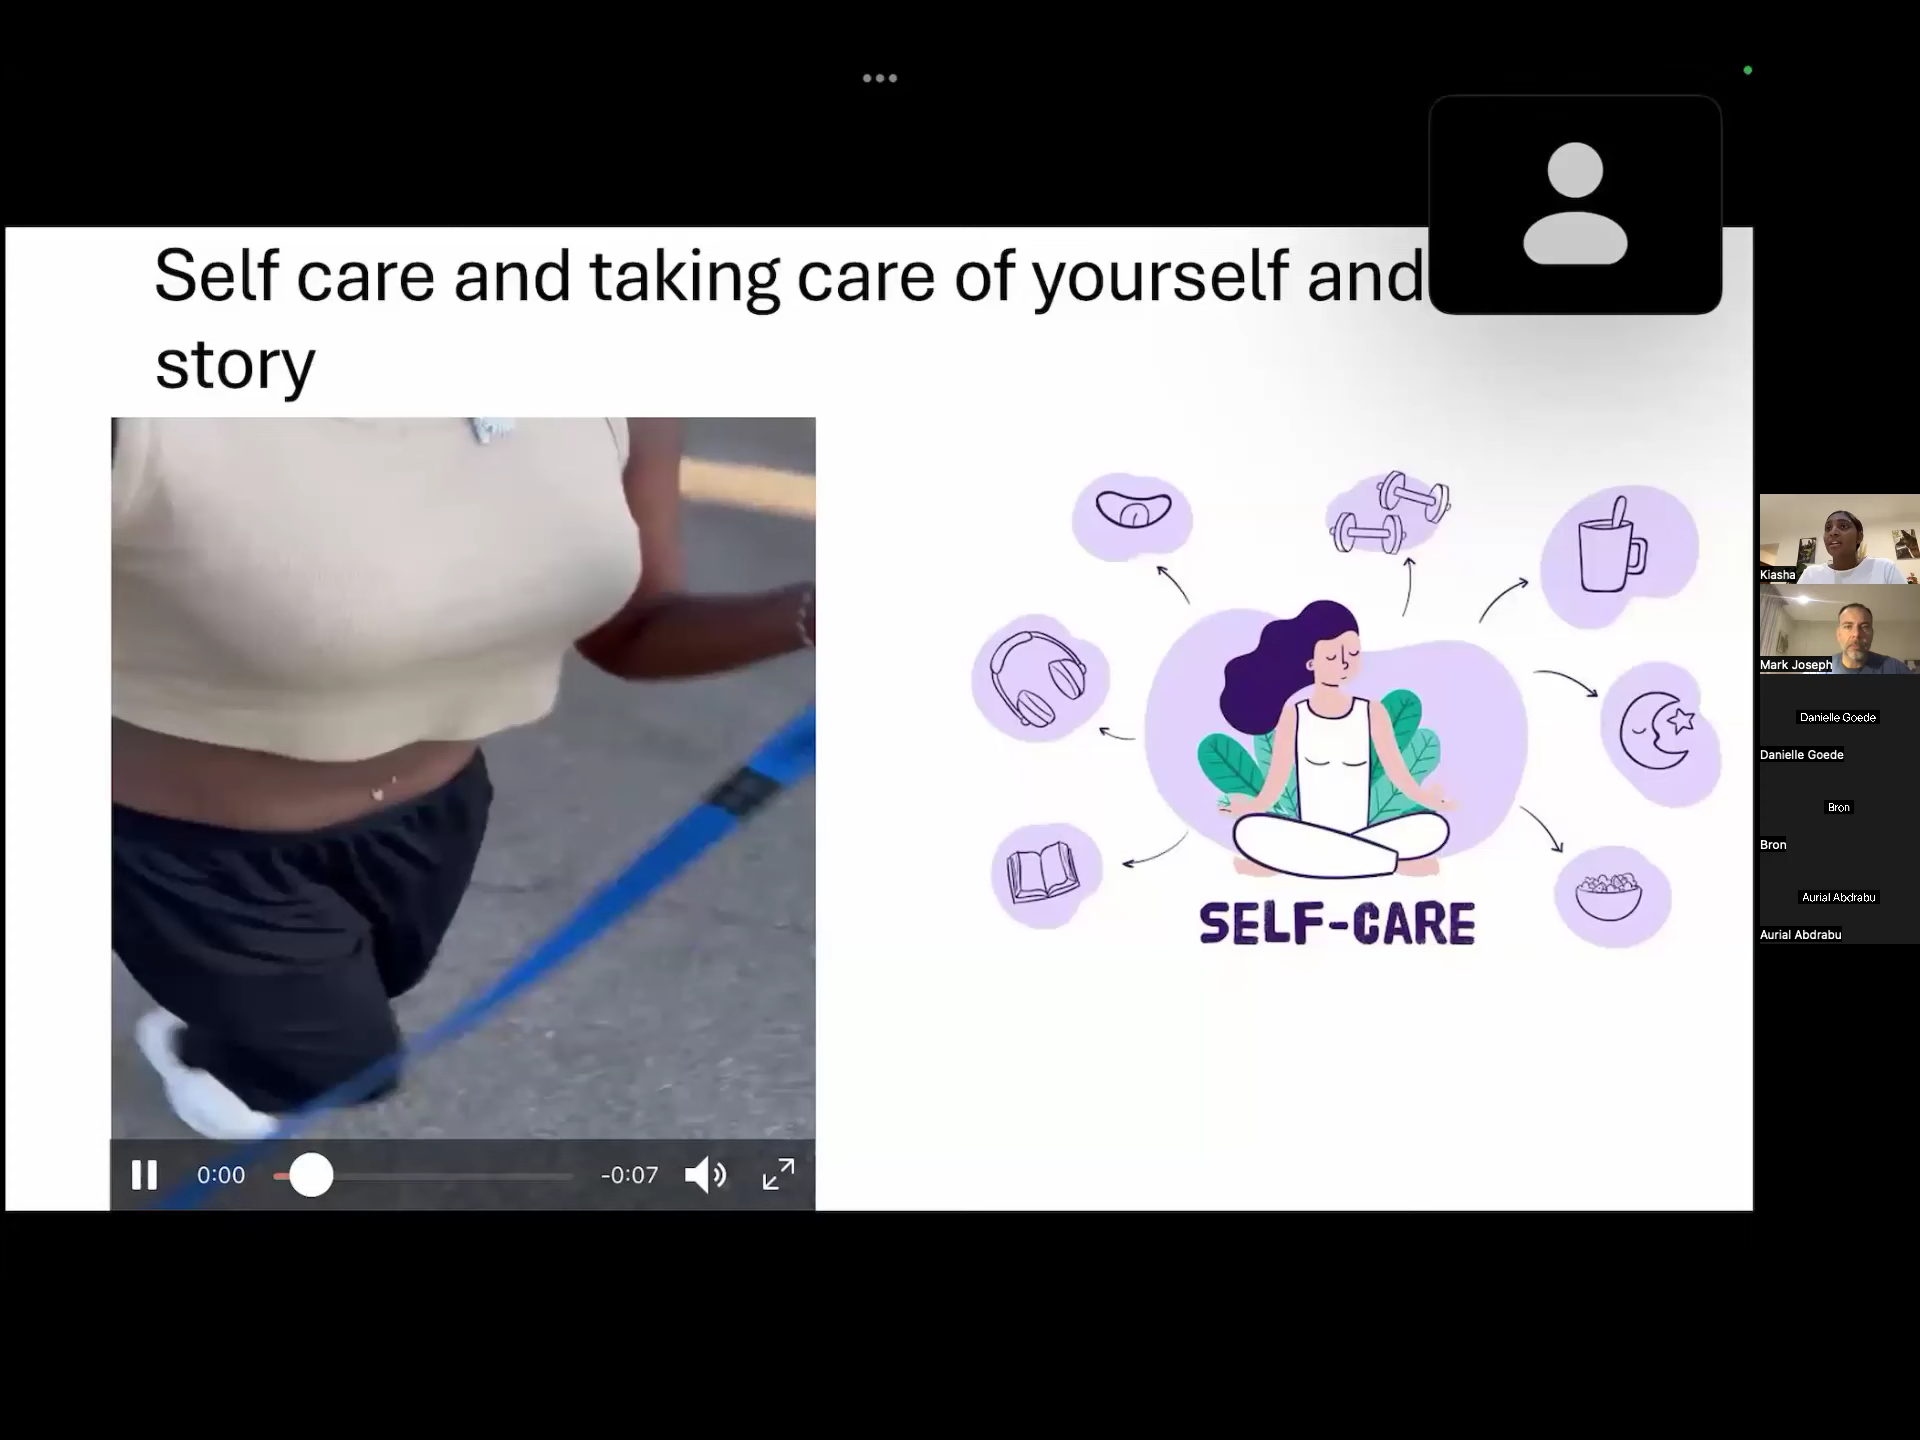 Self care and taking care of yourself and
story
SELF-CARE
0:00
-0:07
Kiasha
Mark Joseph
Danielle Goede
Danielle Goede
Bron
Bron
Aurial Abdrabu
Aurial Abdrabu